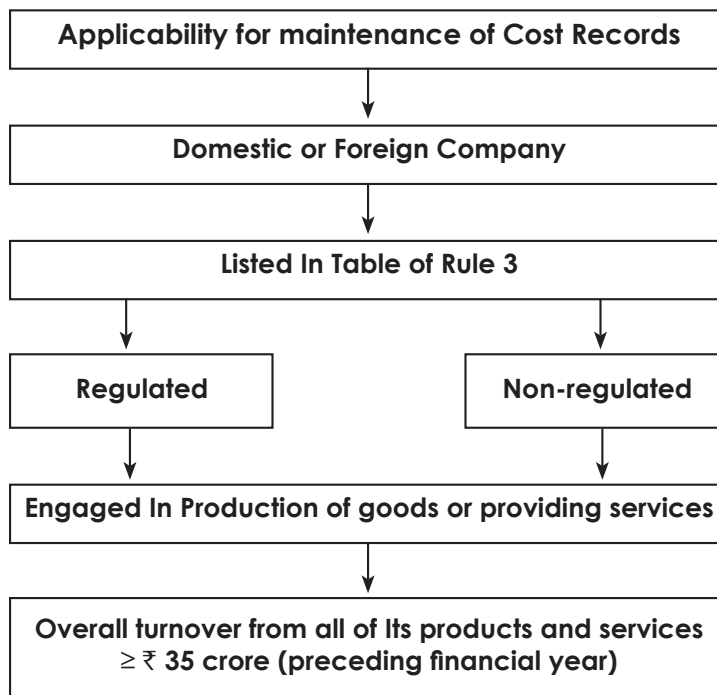 Applicability for maintenance of Cost Records
Domestic or Foreign Company
Listed In Table of Rule 3
Regulated
Non-regulated
Engaged In Production of goods or providing services
Overall turnover from all of Its products and services
≥ ₹ 35 crore (preceding financial year)